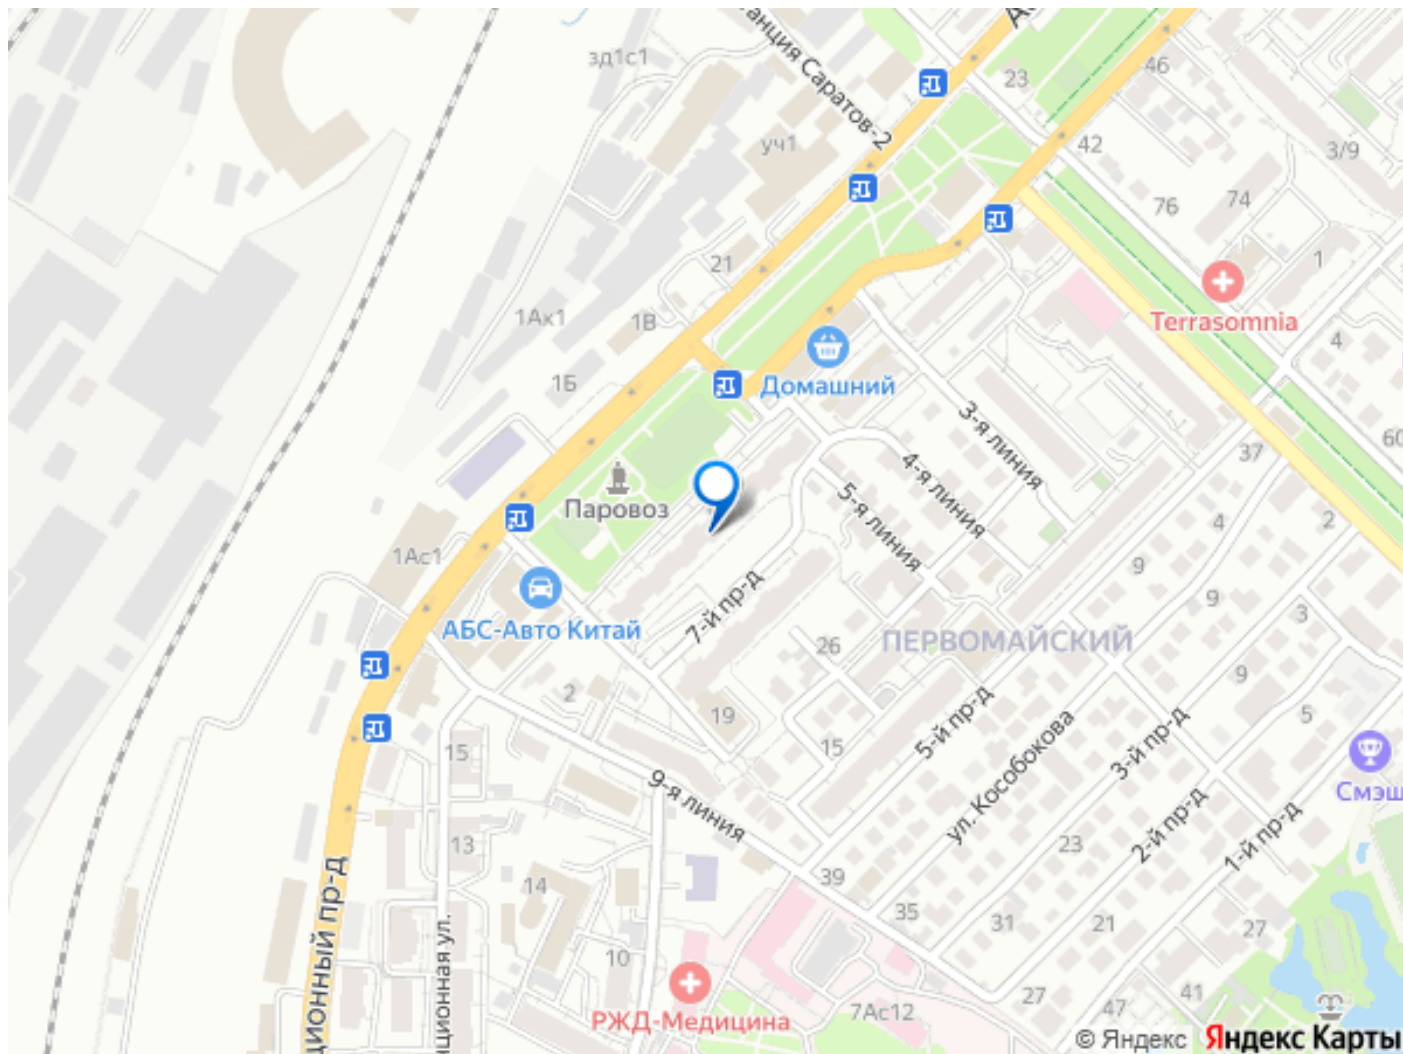 анция Саратов-2
зд1с1
23
46
уч1
42
3/9
76
74
21
1
1Ак1
1В
Terrasomnia
4
1Б
Домашний
3-я линия
60
37
4-я линия
Паровоз
5-я линия
4
2
1Ас1
9
7-й пр-д
9
3
АБС-Авто Китай
26
ПЕРВОМАЙСКИЙ
9
2
19
5-й пр-д
5
15
15
ул. Кособокова
3-й пр-д
Смэш
9-я линия
13
23
2-й пр-д
1-й пр-д
14
39
35
31
21
27
ционный пр-д
нционная ул.
10
27
47
41
7Ас12
РЖД-Медицина
© Яндекс Яндекс Карты